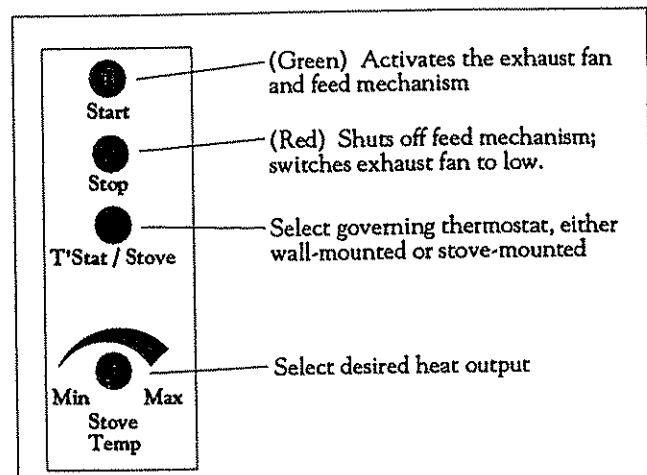 (Green) Activates the exhaust fan
and feed mechanism
Start
(Red) Shuts off feed mechanism;
switches exhaust fan to low.
Stop
Select governing thermostat, either
wall-mounted or stove-mounted
T'Stat / Stove
Select desired heat output
Min Max
Stove
Temp